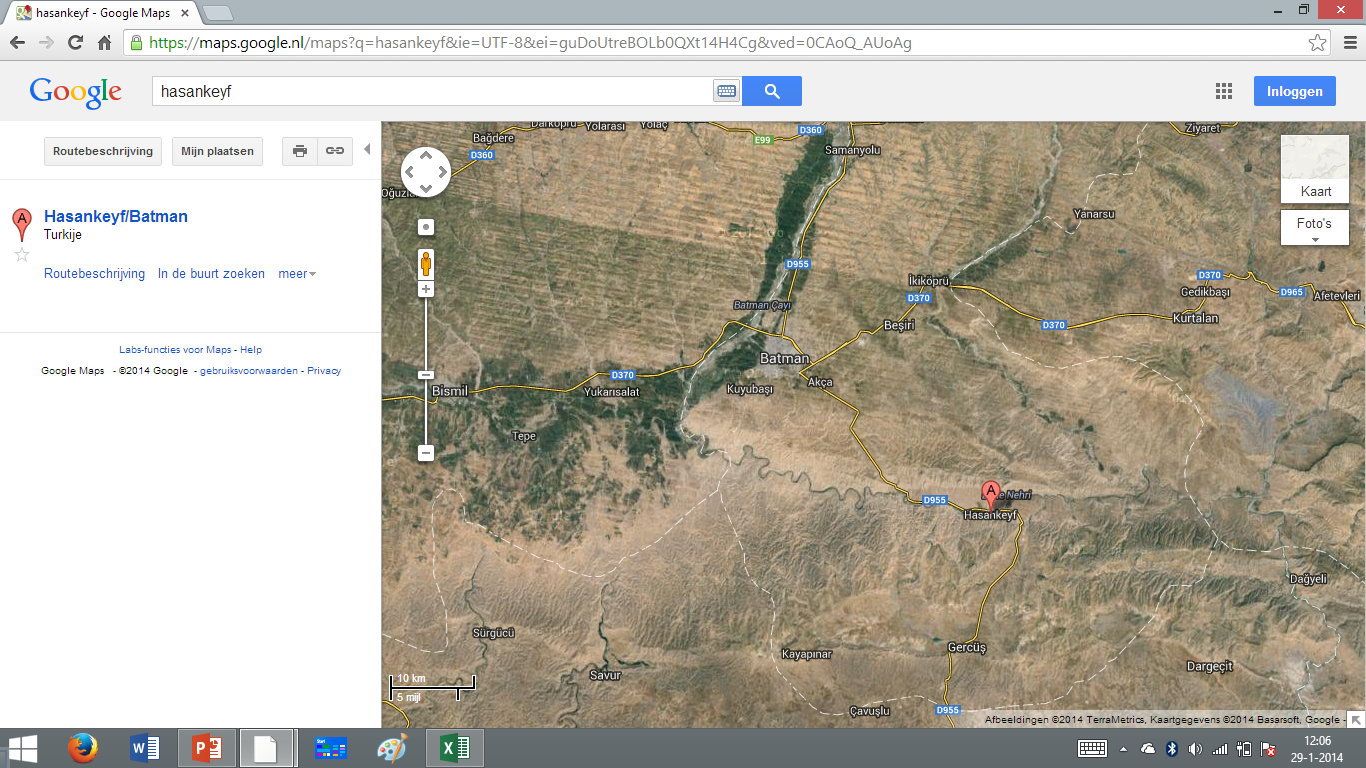 hasankeyf - Google Maps
https://maps.google.nl/maps?q=hasankeyf&ie=UTF-8&ei=guDoUtreBOLb0QXt14H4Cg&ved=0CAoQ_AUoAg
Google
hasankeyf
Inloggen
Routebeschrijving
Mijn plaatsen
A
Hasankeyf/Batman
Turkije
Routebeschrijving In de buurt zoeken meer
Labs-functies voor Maps - Help
Google Maps - ©2014 Google - gebruiksvoorwaarden - Privacy
Kaart
Foto's
Darköprü
Yolarası
Yolaç
D360
Bağdere
E99
Ziyaret
D360
Samanyolu
Yanarsu
D955
İkiköprü
D370
D370
Gedikbaşı
D965
Afetevleri
Batman Çayı
Beşiri
D370
Kurtalan
Batman
D370
Akça
Bismil
Yukarısalat
Kuyubaşı
Tepe
A
D955
Nehri
Hasankeyf
Dağyeli
Sürgücü
Gercüş
Kayapınar
Dargeçit
Savur
10 km
5 mijl
Çavuşlu
D955
Afbeeldingen ©2014 TerraMetrics, Kaartgegevens ©2014 Basarsoft, Google -
12:06
29-1-2014